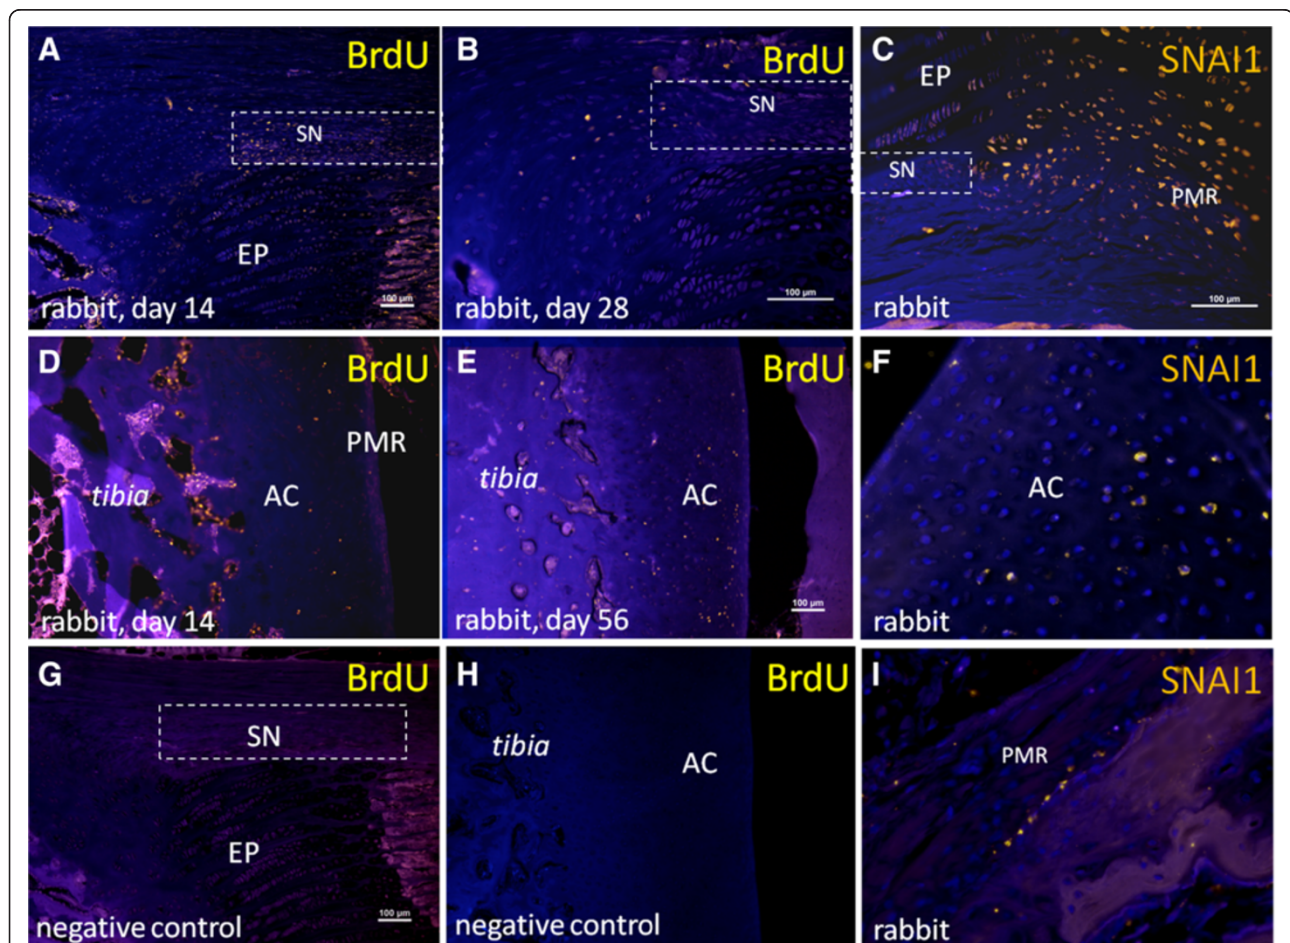 A
BrdU
SN
EP
rabbit, day 14
100 µm
B
BrdU
SN
rabbit, day 28
100 µm
C
SNAI1
EP
SN
PMR
rabbit
100 µm
D
BrdU
PMR
tibia
AC
rabbit, day 14
E
BrdU
tibia
AC
rabbit, day 56
100 µm
F
SNAI1
AC
rabbit
G
BrdU
SN
EP
negative control
100 µm
H
BrdU
tibia
AC
negative control
I
SNAI1
PMR
rabbit